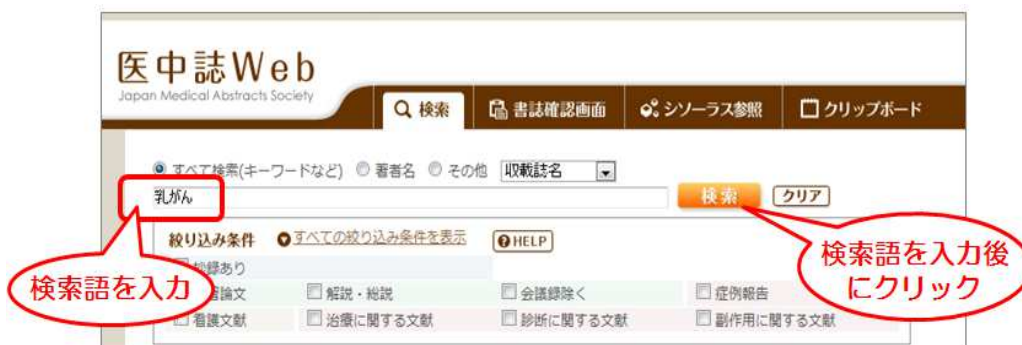 医中誌Web
Japan Medical Abstracts Society
検索 書誌確認画面 シソーラス参照 クリップボード
すべて検索(キーワードなど) 著者名 その他 収載誌名
乳がん 検索 クリア
絞り込み条件 すべての絞り込み条件を表示 HELP
録あり
論文 解説・総説 会議録除く 症例報告
看護文献 治療に関する文献 診断に関する文献 副作用に関する文献
検索語を入力
検索語を入力後
にクリック